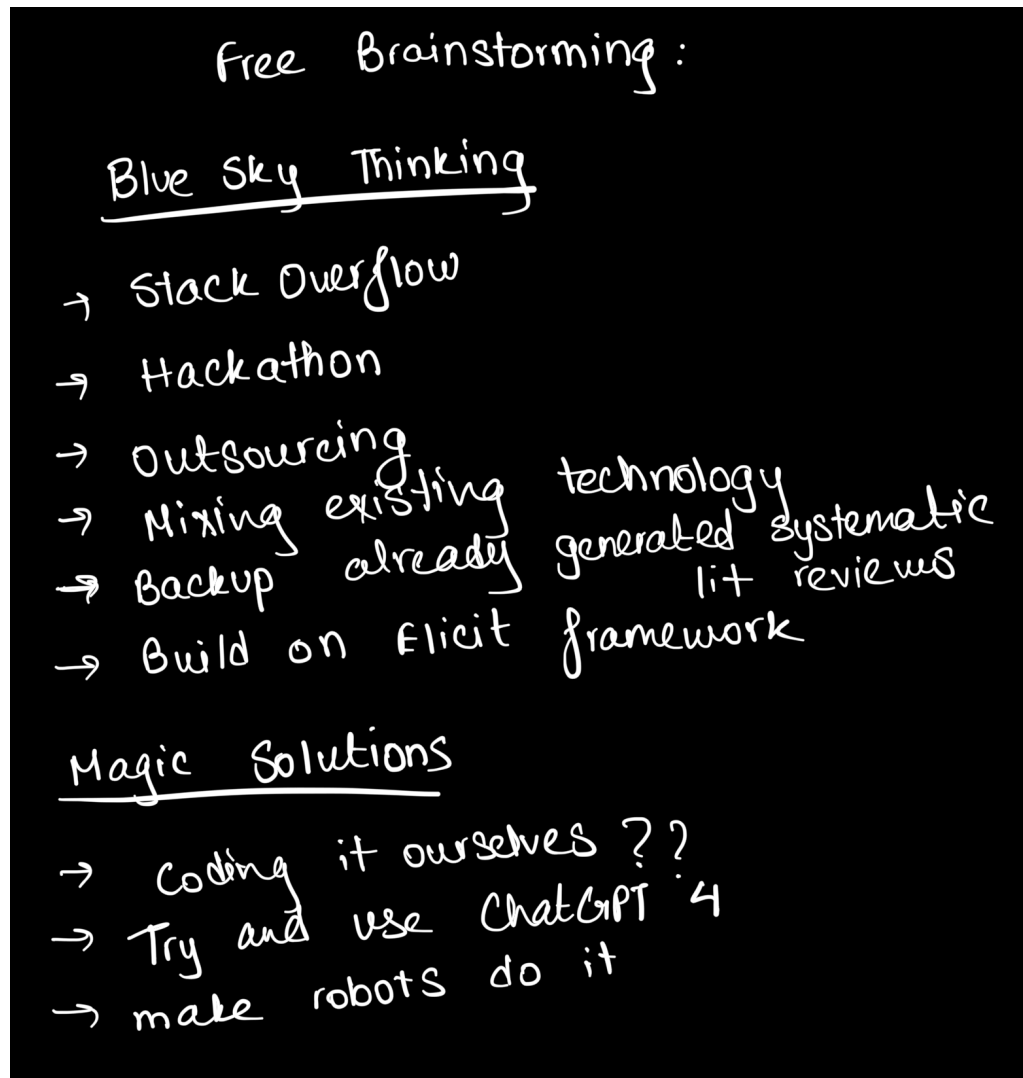 Free Brainstorming:
Blue Sky Thinking
→ Stack Overflow
→ Hackathon
→ Outsourcing
→ Mixing existing technology
→ Backup already generated systematic
lit reviews
→ Build on Elicit framework
Magic Solutions
→ Coding it ourselves??
→ Try and use ChatGPT 4
→ make robots do it